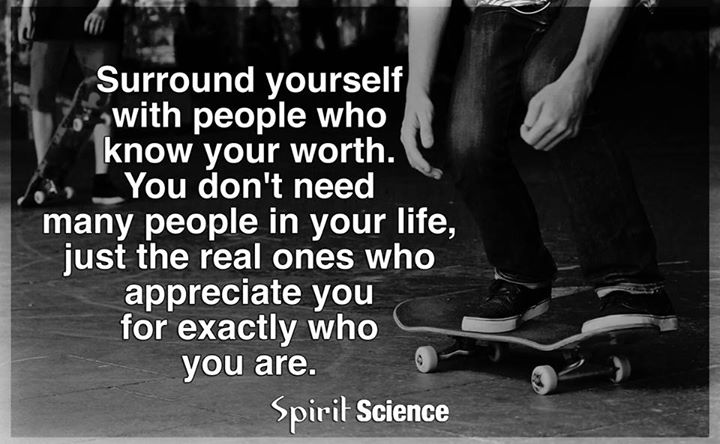 Surround yourself
with people who
know your worth.
You don't need
many people in your life,
just the real ones who
appreciate you
for exactly who
you are.
Spirit Science